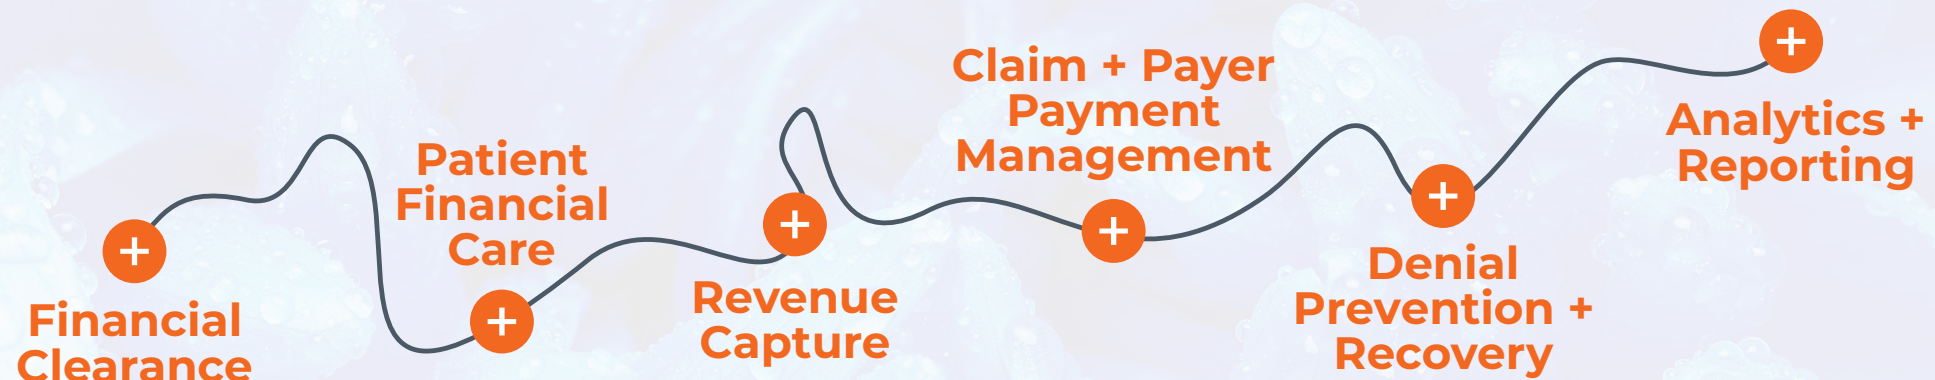 Financial
Clearance
Patient
Financial
Care
Revenue
Capture
Claim + Payer
Payment
Management
Denial
Prevention +
Recovery
Analytics +
Reporting